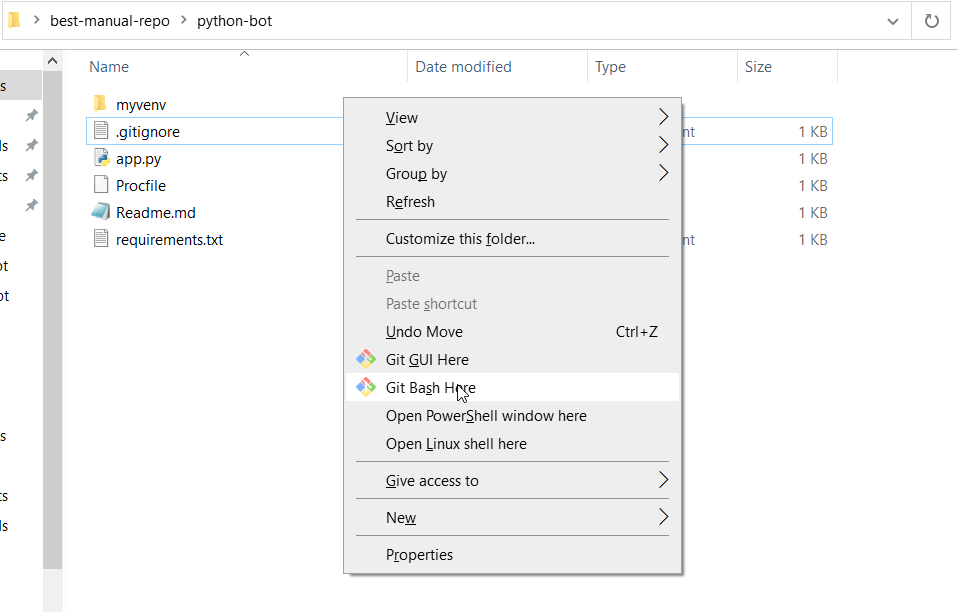 best-manual-repo > python-bot
Name Date modified Type Size
myvenv
.gitignore nt 1 KB
app.py 1 KB
Procfile 1 KB
Readme.md 1 KB
requirements.txt nt 1 KB
View
Sort by
Group by
Refresh
Customize this folder...
Paste
Paste shortcut
Undo Move Ctrl+Z
Git GUI Here
Git Bash Here
Open PowerShell window here
Open Linux shell here
Give access to
New
Properties
s
ls
ts
e
ot
ot
s
ts
ls